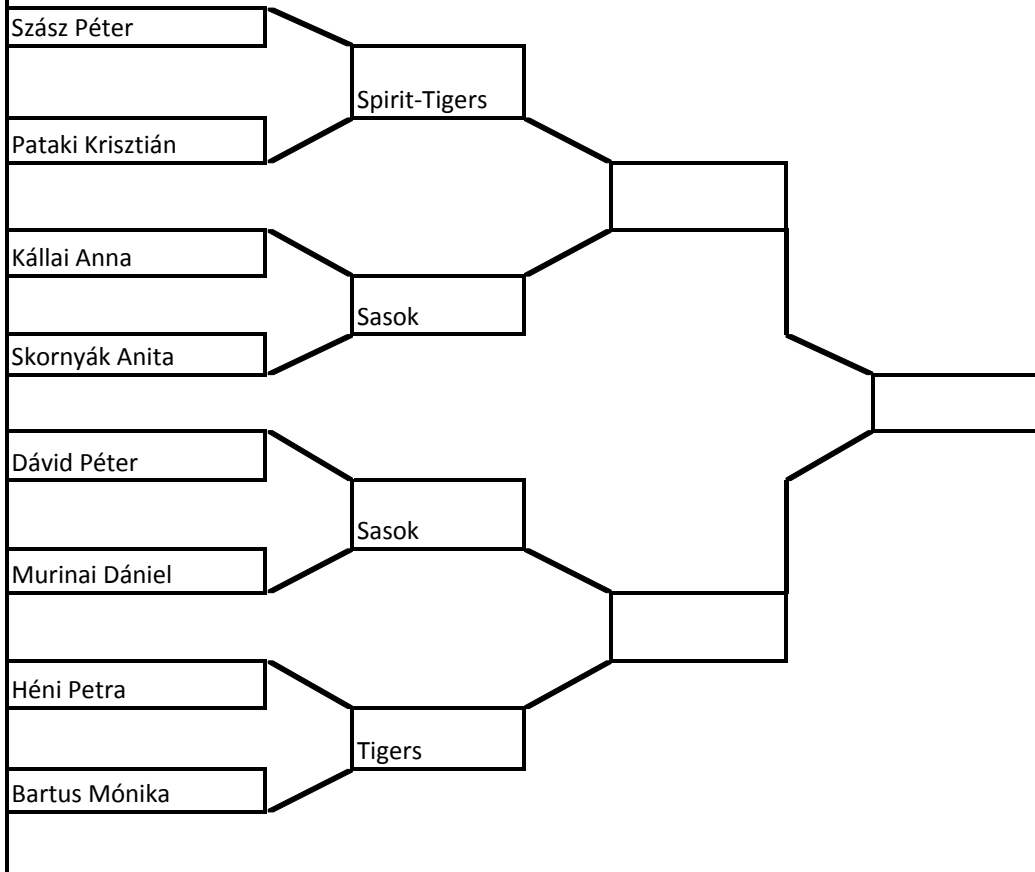 Szász Péter
Spirit-Tigers
Pataki Krisztián
Kállai Anna
Sasok
Skornyák Anita
Dávid Péter
Sasok
Murinai Dániel
Héni Petra
Tigers
Bartus Mónika